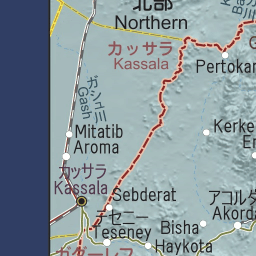 北部
Northern
カッサラ
Kassala
Pertokar
ガシュ川
Gash
Mitatib
Aroma
Kerke
カッサラ
Kassala
Sebderat
テセニー
Teseney
Bisha
アコルダ
Akorda
Haykota